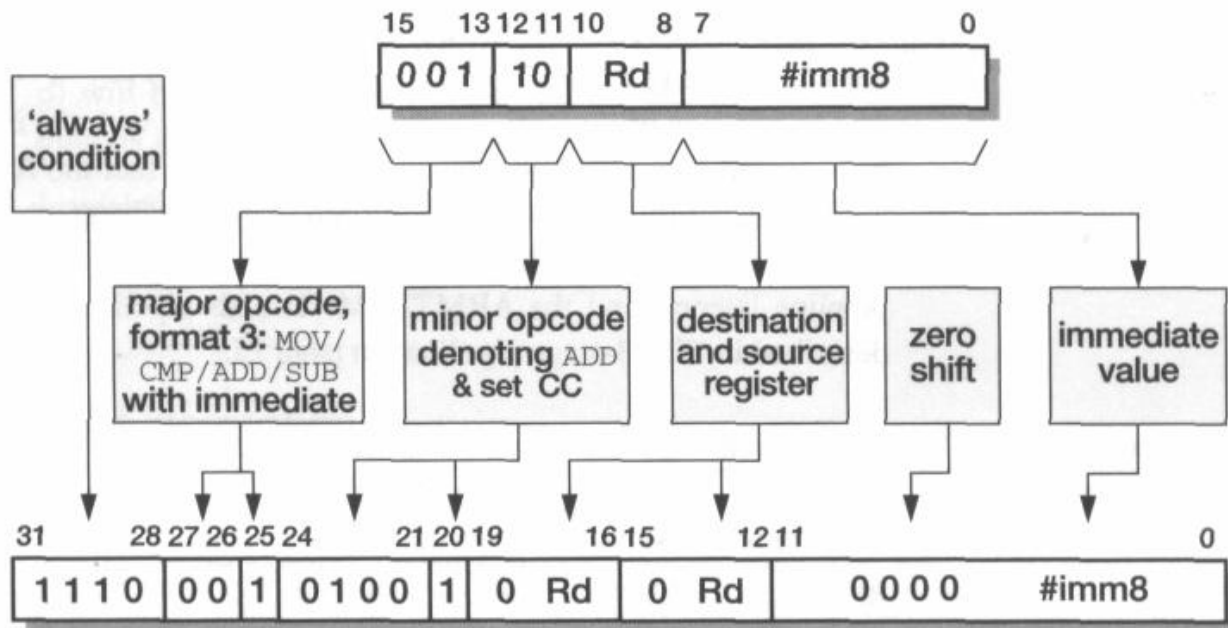 15 13 12 11 10 8 7 0
0 0 1 10 Rd #imm8
'always'
condition
major opcode,
format 3: MOV/
CMP/ADD/SUB
with immediate
minor opcode
denoting ADD
& set CC
destination
and source
register
zero
shift
immediate
value
31 28 27 26 25 24 21 20 19 16 15 12 11 0
1 1 1 0 0 0 1 0 1 0 0 1 0 Rd 0 Rd 0 0 0 0 #imm8